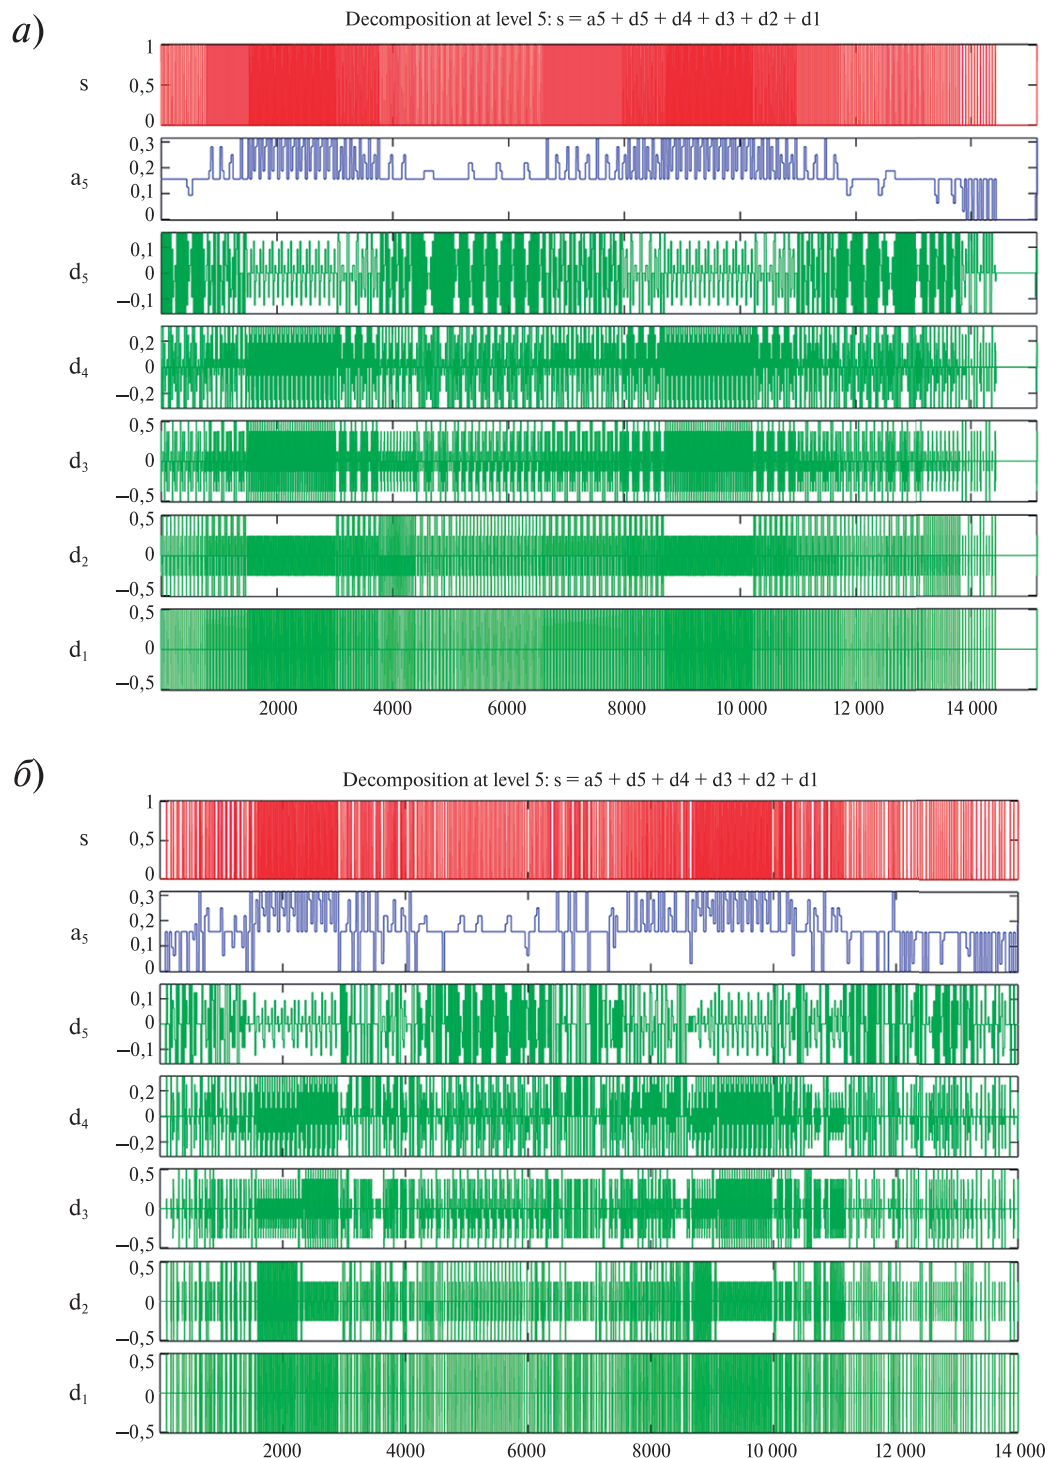 а)
Decomposition at level 5: s = a5 + d5 + d4 + d3 + d2 + d1
s
1
0,5
0
a5
0,3
0,2
0,1
0
d5
0,1
0
–0,1
d4
0,2
0
–0,2
d3
0,5
0
–0,5
d2
0,5
0
–0,5
d1
0,5
0
–0,5
2000 4000 6000 8000 10 000 12 000 14 000
б)
Decomposition at level 5: s = a5 + d5 + d4 + d3 + d2 + d1
s
1
0,5
0
a5
0,3
0,2
0,1
0
d5
0,1
0
–0,1
d4
0,2
0
–0,2
d3
0,5
0
–0,5
d2
0,5
0
–0,5
d1
0,5
0
–0,5
2000 4000 6000 8000 10 000 12 000 14 000